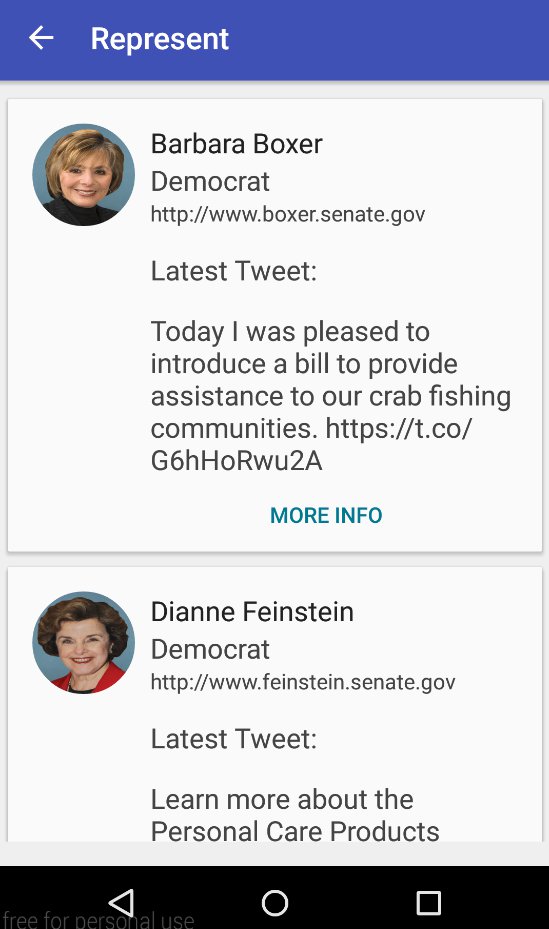 Represent
Barbara Boxer
Democrat
http://www.boxer.senate.gov
Latest Tweet:
Today I was pleased to
introduce a bill to provide
assistance to our crab fishing
communities. https://t.co/
G6hHoRwu2A
MORE INFO
Dianne Feinstein
Democrat
http://www.feinstein.senate.gov
Latest Tweet:
Learn more about the
Personal Care Products
free for personal use